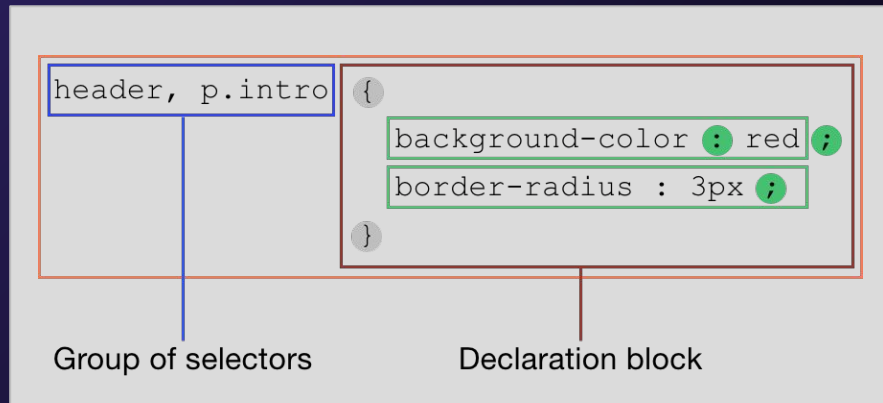 header, p.intro {
background-color : red ;
border-radius : 3px ;
}
Group of selectors
Declaration block